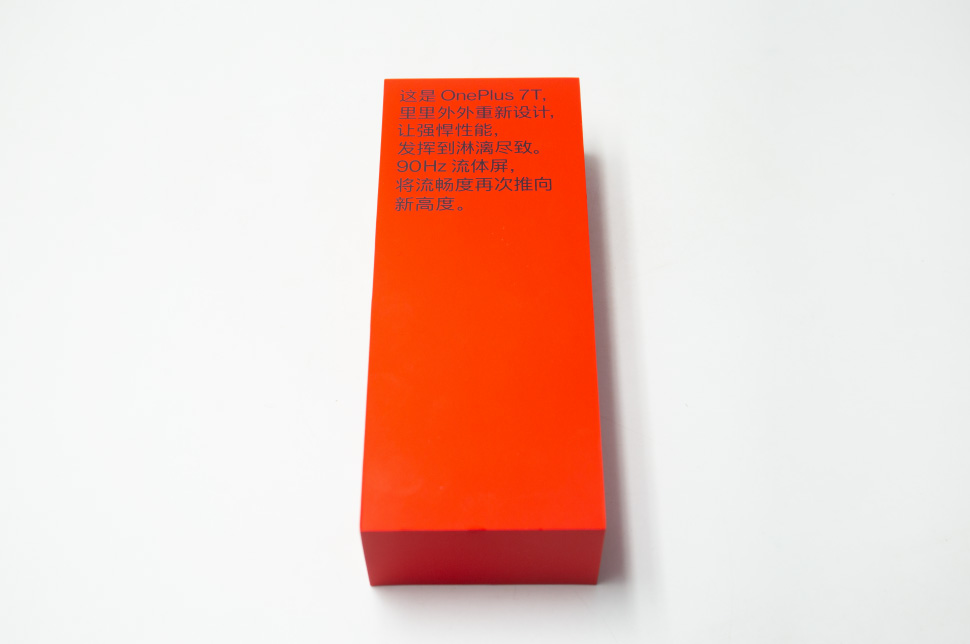 这是 OnePlus 7T,
里里外外重新设计,
让强悍性能,
发挥到淋漓尽致。
90Hz 流体屏,
将流畅度再次推向
新高度。